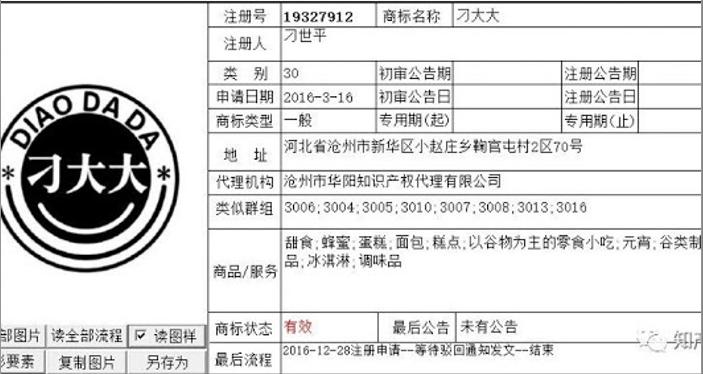 注册号 19327912 商标名称 刁大大
注册人 刁世平
类 别 30 初审公告期 注册公告期
申请日期 2016-3-16 初审公告日 注册公告日
商标类型 一般 专用期(起) 专用期(止)
地 址 河北省沧州市新华区小赵庄乡鞠官屯村2区70号
代理机构 沧州市华阳知识产权代理有限公司
类似群组 3006;3004;3005;3010;3007;3008;3013;3016
商品/服务 甜食;蜂蜜;蛋糕;面包;糕点;以谷物为主的零食小吃;元宵;谷类制
品;冰淇淋;调味品
商标状态 有效 最后公告 未有公告
最后流程 2016-12-28注册申请--等待驳回通知发文--结束
DIAO DA DA
* 刁大大 *
部图片 读全部流程 读图样
形要素 复制图片 另存为
知产